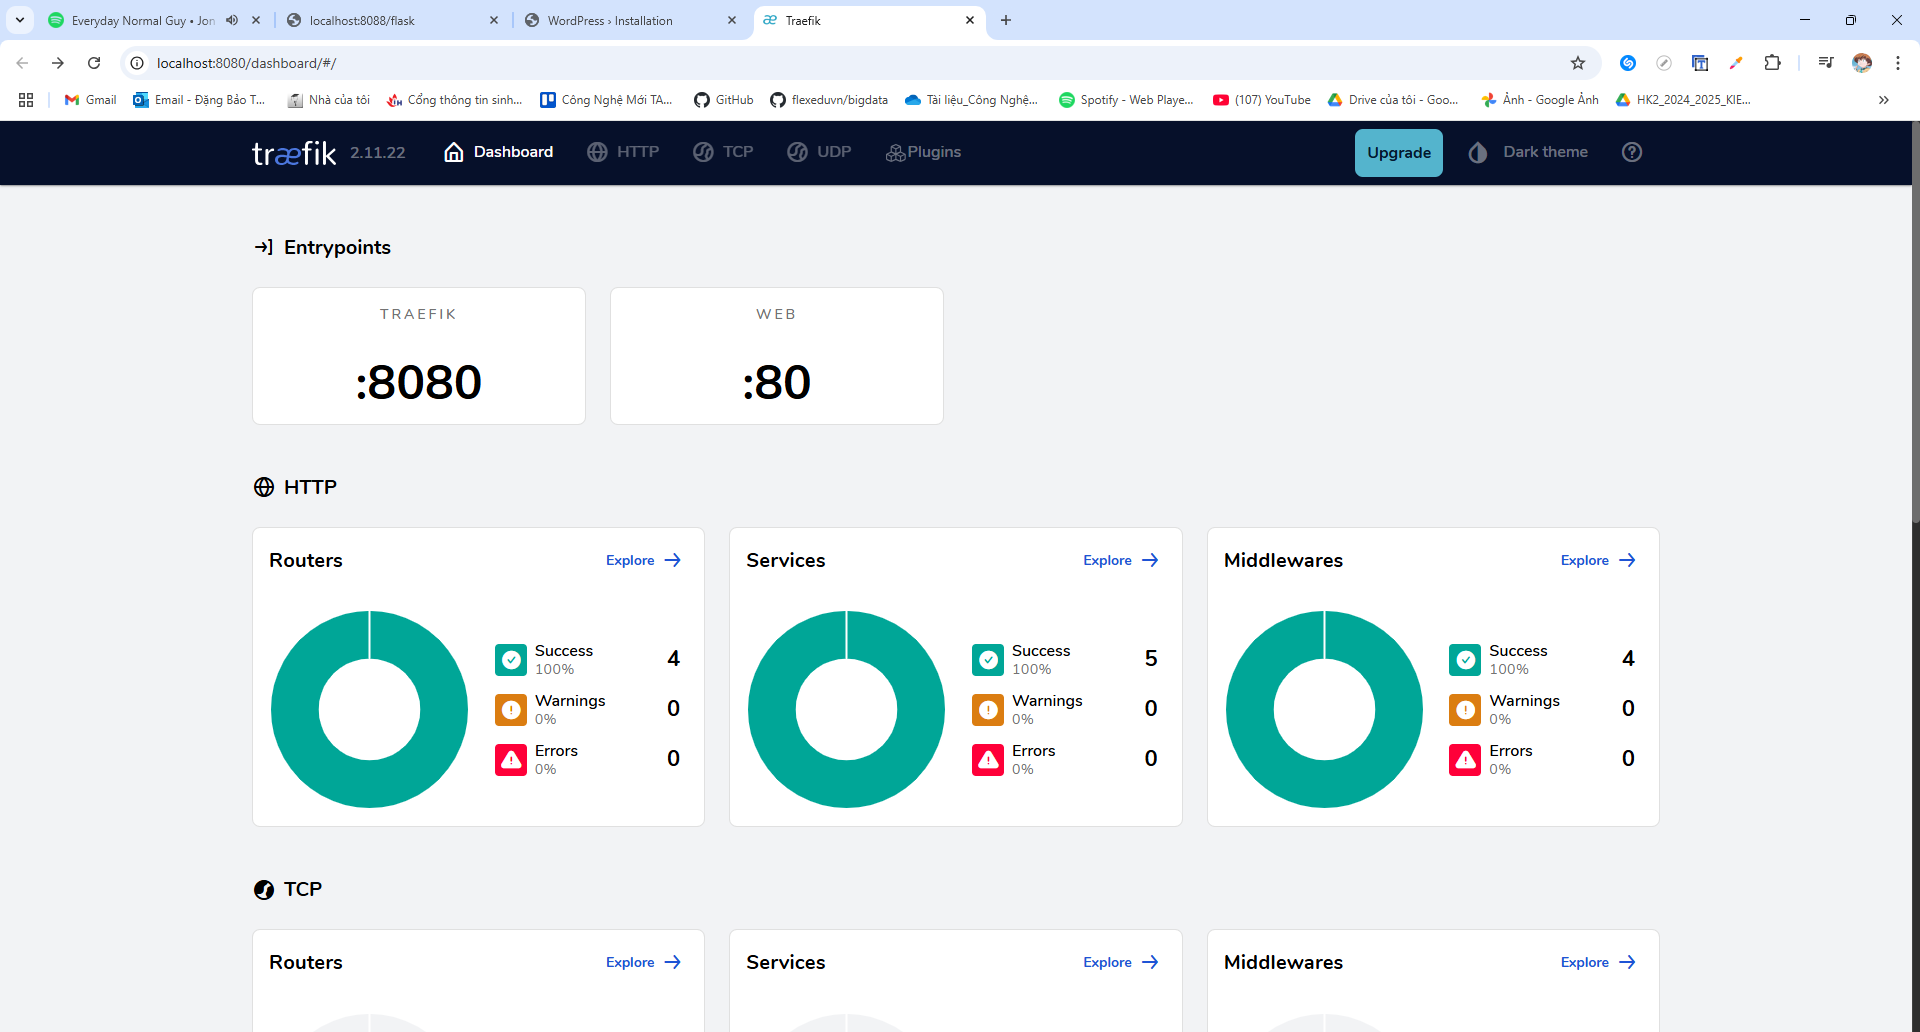 Everyday Normal Guy • Jon
localhost:8088/flask
WordPress › Installation
Traefik
localhost:8080/dashboard/#/
Gmail
Email - Đặng Bảo T...
Nhà của tôi
Cổng thông tin sinh...
Công Nghệ Mới TA...
GitHub
flexeduvn/bigdata
Tài liệu_Công Nghệ...
Spotify - Web Playe...
(107) YouTube
Drive của tôi - Goo...
Ảnh - Google Ảnh
HK2_2024_2025_KIE...
træfik 2.11.22
Dashboard
HTTP
TCP
UDP
Plugins
Upgrade
Dark theme
Entrypoints
TRAEFIK
:8080
WEB
:80
HTTP
Routers
Explore
Success
100%
4
Warnings
0%
0
Errors
0%
0
Services
Explore
Success
100%
5
Warnings
0%
0
Errors
0%
0
Middlewares
Explore
Success
100%
4
Warnings
0%
0
Errors
0%
0
TCP
Routers
Explore
Services
Explore
Middlewares
Explore